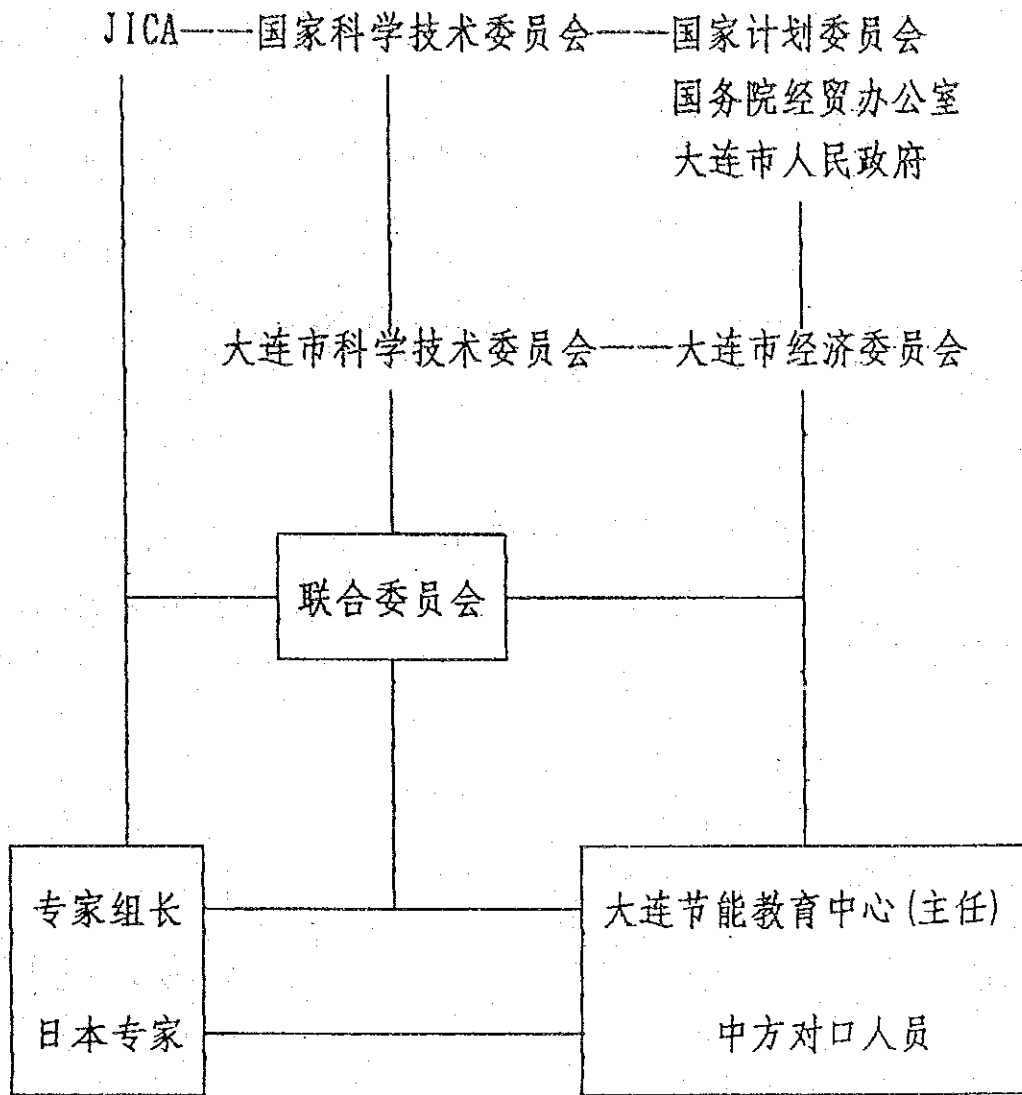 JICA——国家科学技术委员会——国家计划委员会
国务院经贸办公室
大连市人民政府
大连市科学技术委员会——大连市经济委员会
联合委员会
专家组长
大连节能教育中心(主任)
日本专家
中方对口人员